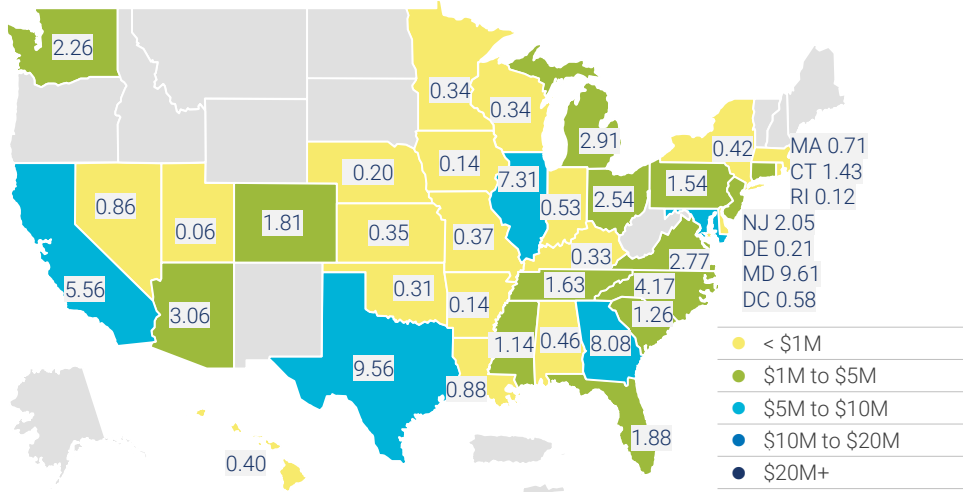 2.26
0.34
0.34
2.91
0.42
MA 0.71
CT 1.43
RI 0.12
0.86
0.06
1.81
0.20
0.14
7.31
0.53
2.54
1.54
NJ 2.05
DE 0.21
MD 9.61
DC 0.58
0.35
0.37
0.33
2.77
5.56
3.06
0.31
0.14
1.63
4.17
1.26
9.56
0.88
1.14
0.46
8.08
1.88
0.40
< $1M
$1M to $5M
$5M to $10M
$10M to $20M
$20M+